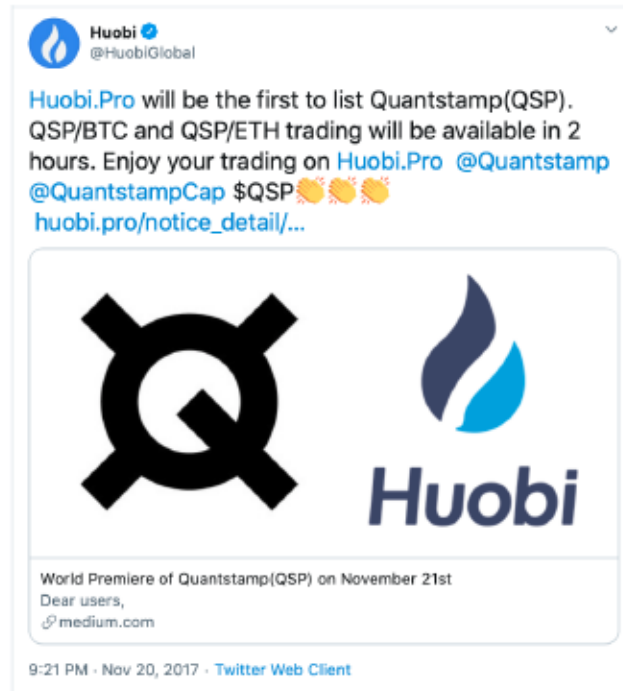 Huobi
@HuobiGlobal
Huobi.Pro will be the first to list Quantstamp(QSP).
QSP/BTC and QSP/ETH trading will be available in 2
hours. Enjoy your trading on Huobi.Pro @Quantstamp
@QuantstampCap $QSP👏👏👏
huobi.pro/notice_detail/...
Huobi
World Premiere of Quantstamp(QSP) on November 21st
Dear users,
medium.com
9:21 PM · Nov 20, 2017 · Twitter Web Client